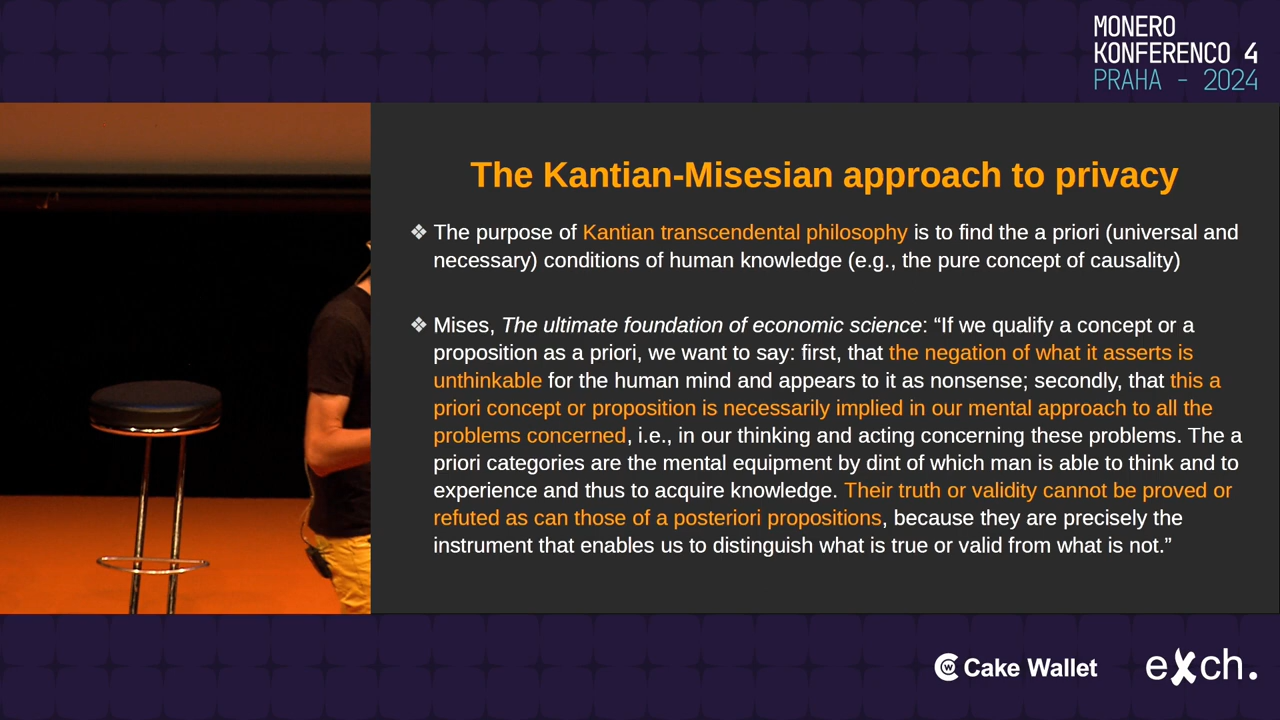 MONERO
KONFERENCO 4
PRAHA - 2024
The Kantian-Misesian approach to privacy
❖ The purpose of Kantian transcendental philosophy is to find the a priori (universal and
necessary) conditions of human knowledge (e.g., the pure concept of causality)
❖ Mises, The ultimate foundation of economic science: “If we qualify a concept or a
proposition as a priori, we want to say: first, that the negation of what it asserts is
unthinkable for the human mind and appears to it as nonsense; secondly, that this a
priori concept or proposition is necessarily implied in our mental approach to all the
problems concerned, i.e., in our thinking and acting concerning these problems. The a
priori categories are the mental equipment by dint of which man is able to think and to
experience and thus to acquire knowledge. Their truth or validity cannot be proved or
refuted as can those of a posteriori propositions, because they are precisely the
instrument that enables us to distinguish what is true or valid from what is not.”
Cake Wallet
eXch.